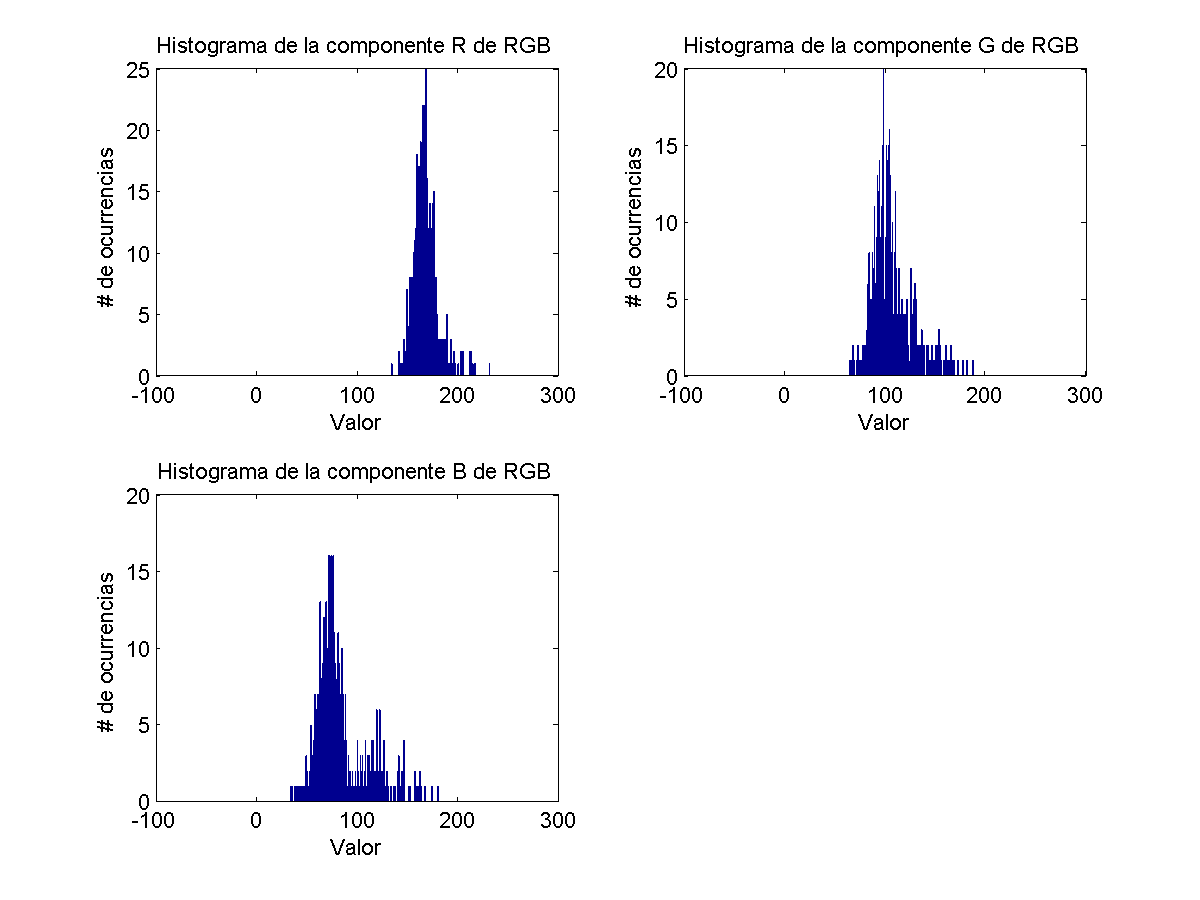 Histograma de la componente R de RGB
25
20
15
10
5
0
-100 0 100 200 300
Valor
# de ocurrencias
Histograma de la componente G de RGB
20
15
10
5
0
-100 0 100 200 300
Valor
# de ocurrencias
Histograma de la componente B de RGB
20
15
10
5
0
-100 0 100 200 300
Valor
# de ocurrencias